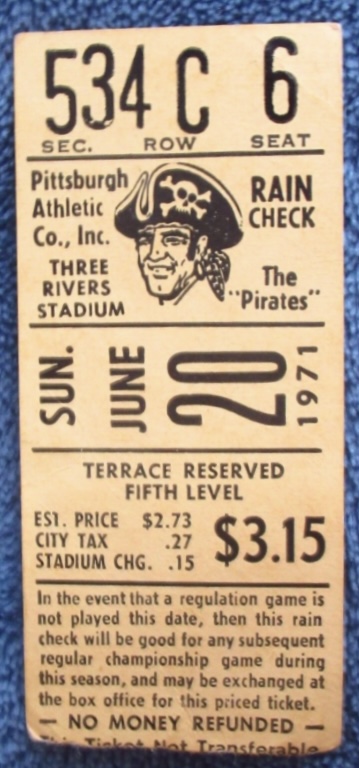 534 C 6
SEC. ROW SEAT
Pittsburgh
Athletic
Co., Inc.
THREE
RIVERS
STADIUM
RAIN
CHECK
The
"Pirates"
SUN. JUNE 20 1971
TERRACE RESERVED
FIFTH LEVEL
EST. PRICE $2.73
CITY TAX .27
STADIUM CHG. .15
$3.15
In the event that a regulation game is
not played this date, then this rain
check will be good for any subsequent
regular championship game during
this season, and may be exchanged at
the box office for this priced ticket.
— NO MONEY REFUNDED —
This Ticket Not Transferable